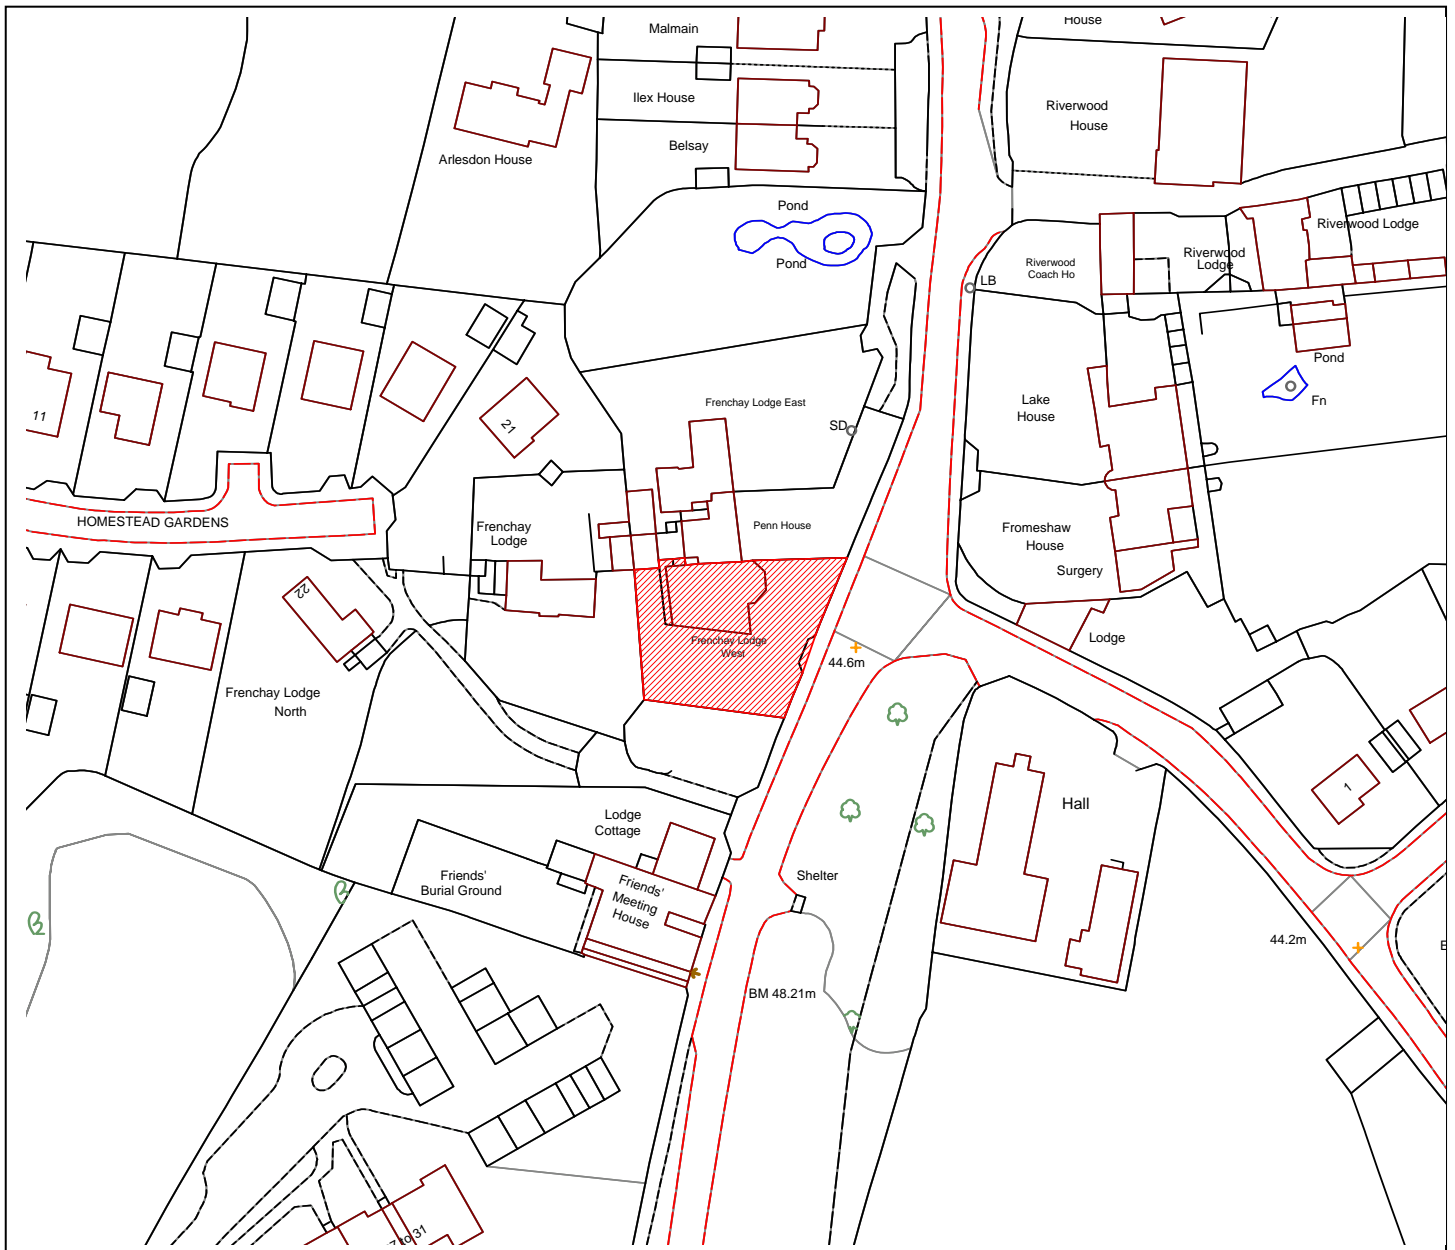 House
Malmain
Ilex House
Riverwood
House
Belsay
Arlesdon House
Pond
Pond
Riverwood Lodge
Riverwood
Lodge
Riverwood
Coach Ho
LB
Pond
Fn
Lake
House
Frenchay Lodge East
SD
11
21
HOMESTEAD GARDENS
Frenchay
Lodge
Penn House
Fromeshaw
House
Surgery
22
Lodge
Frenchay Lodge
West
44.6m
Frenchay Lodge
North
1
Hall
Lodge
Cottage
Shelter
Friends'
Burial Ground
Friends'
Meeting
House
44.2m
E
BM 48.21m
7 to 31